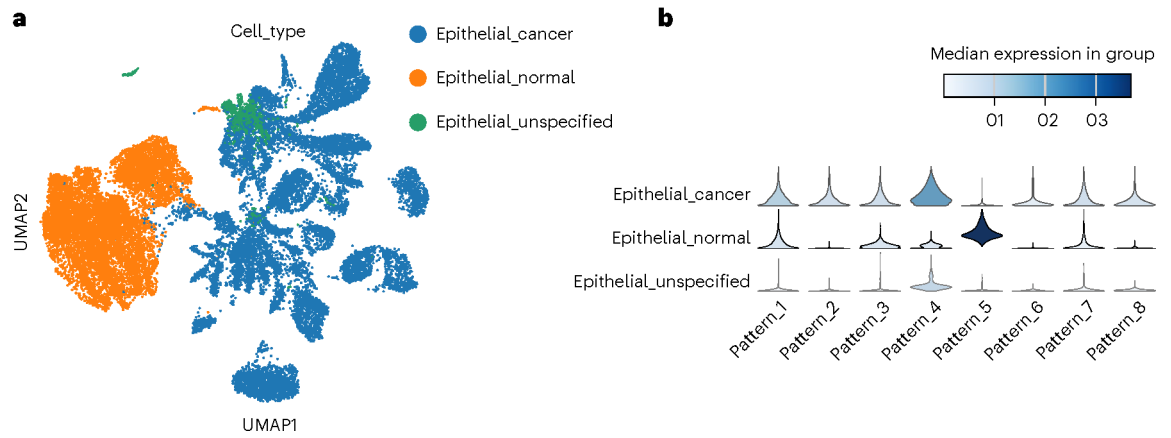 a
Cell_type
Epithelial_cancer
Epithelial_normal
Epithelial_unspecified
UMAP2
UMAP1
b
Median expression in group
01 02 03
Epithelial_cancer
Epithelial_normal
Epithelial_unspecified
Pattern_1 Pattern_2 Pattern_3 Pattern_4 Pattern_5 Pattern_6 Pattern_7 Pattern_8